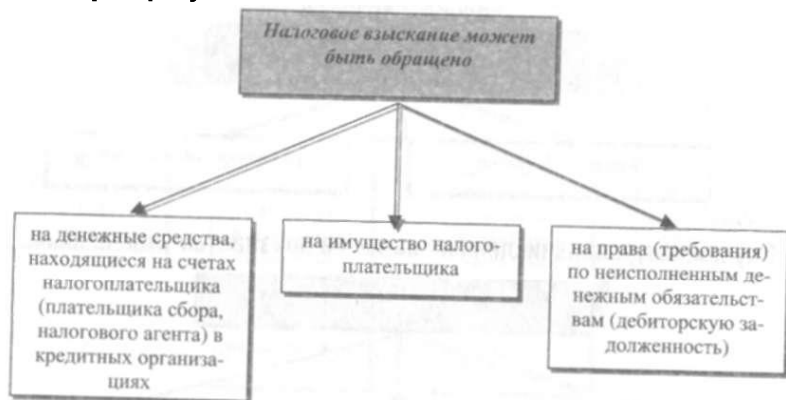 Налоговое взыскание может
быть обращено
на денежные средства,
находящиеся на счетах
налогоплательщика
(плательщика сбора,
налогового агента) в
кредитных организа-
циях
на имущество налого-
плательщика
на права (требования)
по неисполненным де-
нежным обязательст-
вам (дебиторскую за-
долженность)